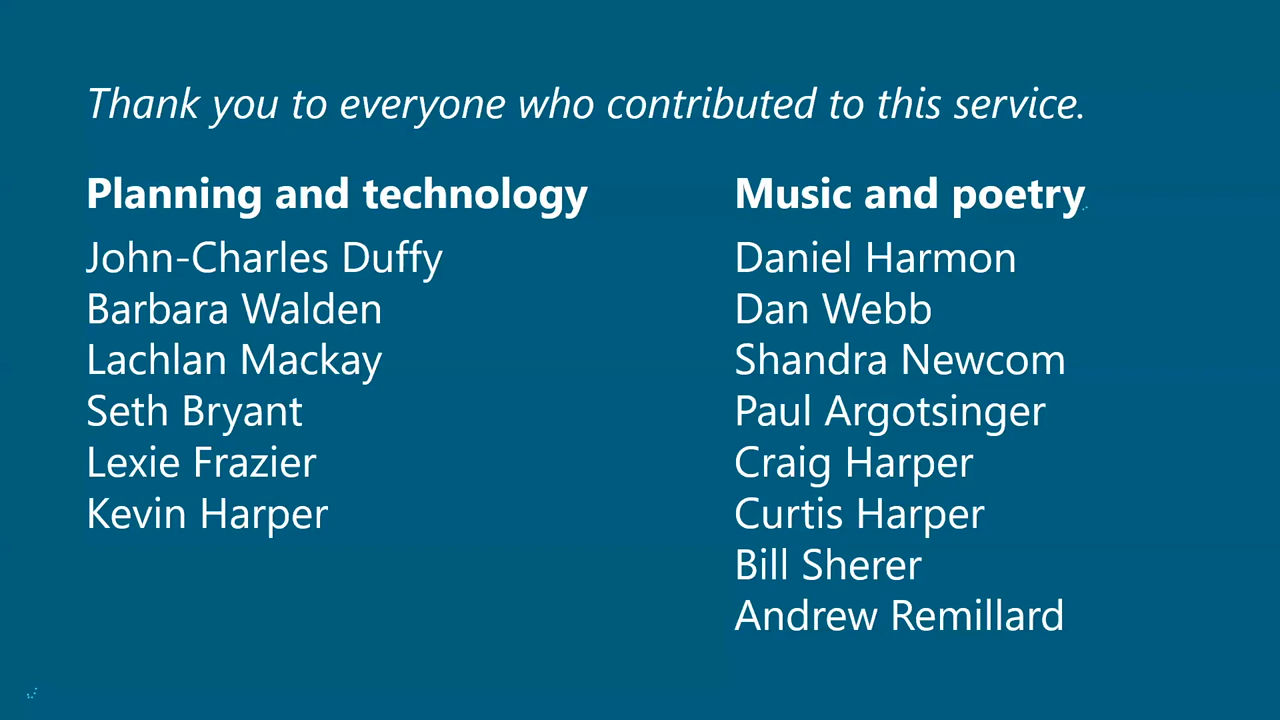 Thank you to everyone who contributed to this service.
Planning and technology
John-Charles Duffy
Barbara Walden
Lachlan Mackay
Seth Bryant
Lexie Frazier
Kevin Harper
Music and poetry
Daniel Harmon
Dan Webb
Shandra Newcom
Paul Argotsinger
Craig Harper
Curtis Harper
Bill Sherer
Andrew Remillard